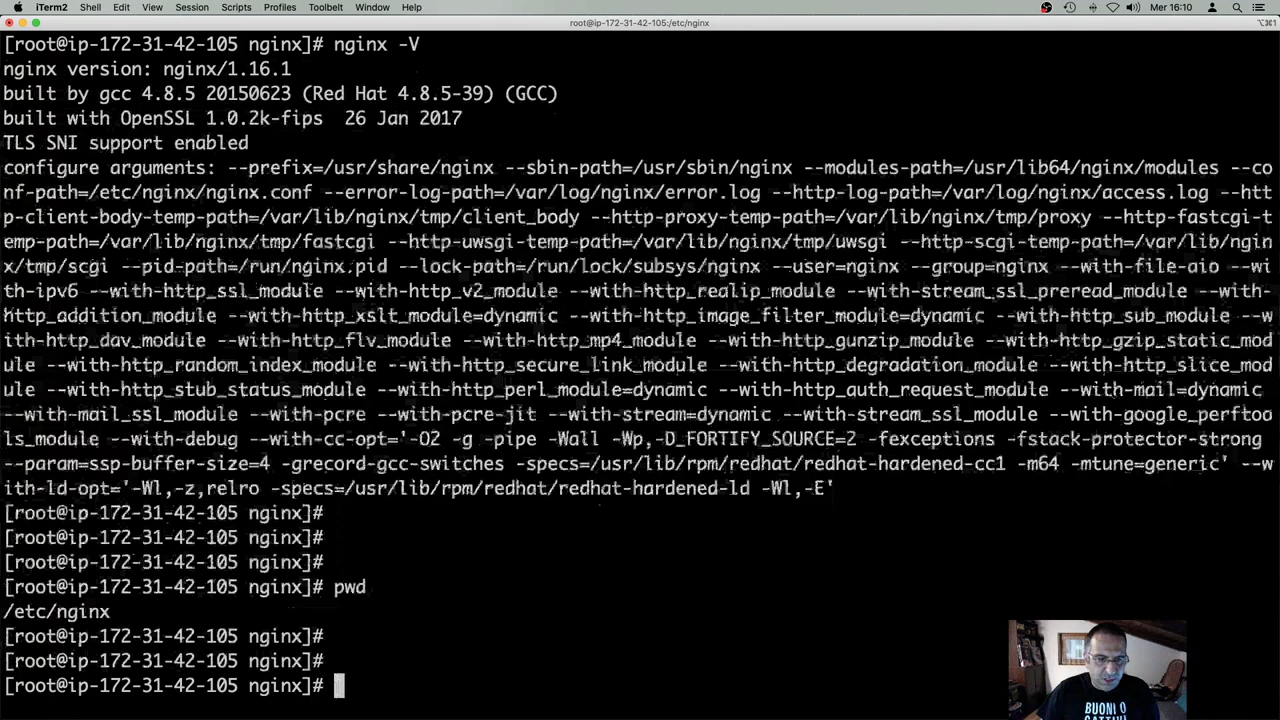 iTerm2 Shell Edit View Session Scripts Profiles Toolbelt Window Help Mer 16:10
root@ip-172-31-42-105:/etc/nginx ⌥⌘1
[root@ip-172-31-42-105 nginx]# nginx -V
nginx version: nginx/1.16.1
built by gcc 4.8.5 20150623 (Red Hat 4.8.5-39) (GCC)
built with OpenSSL 1.0.2k-fips  26 Jan 2017
TLS SNI support enabled
configure arguments: --prefix=/usr/share/nginx --sbin-path=/usr/sbin/nginx --modules-path=/usr/lib64/nginx/modules --co
nf-path=/etc/nginx/nginx.conf --error-log-path=/var/log/nginx/error.log --http-log-path=/var/log/nginx/access.log --htt
p-client-body-temp-path=/var/lib/nginx/tmp/client_body --http-proxy-temp-path=/var/lib/nginx/tmp/proxy --http-fastcgi-t
emp-path=/var/lib/nginx/tmp/fastcgi --http-uwsgi-temp-path=/var/lib/nginx/tmp/uwsgi --http-scgi-temp-path=/var/lib/ngin
x/tmp/scgi --pid-path=/run/nginx.pid --lock-path=/run/lock/subsys/nginx --user=nginx --group=nginx --with-file-aio --wi
th-ipv6 --with-http_ssl_module --with-http_v2_module --with-http_realip_module --with-stream_ssl_preread_module --with-
http_addition_module --with-http_xslt_module=dynamic --with-http_image_filter_module=dynamic --with-http_sub_module --w
ith-http_dav_module --with-http_flv_module --with-http_mp4_module --with-http_gunzip_module --with-http_gzip_static_mod
ule --with-http_random_index_module --with-http_secure_link_module --with-http_degradation_module --with-http_slice_mod
ule --with-http_stub_status_module --with-http_perl_module=dynamic --with-http_auth_request_module --with-mail=dynamic
--with-mail_ssl_module --with-pcre --with-pcre-jit --with-stream=dynamic --with-stream_ssl_module --with-google_perftoo
ls_module --with-debug --with-cc-opt='-O2 -g -pipe -Wall -Wp,-D_FORTIFY_SOURCE=2 -fexceptions -fstack-protector-strong
--param=ssp-buffer-size=4 -grecord-gcc-switches -specs=/usr/lib/rpm/redhat/redhat-hardened-cc1 -m64 -mtune=generic' --w
ith-ld-opt='-Wl,-z,relro -specs=/usr/lib/rpm/redhat/redhat-hardened-ld -Wl,-E'
[root@ip-172-31-42-105 nginx]#
[root@ip-172-31-42-105 nginx]#
[root@ip-172-31-42-105 nginx]#
[root@ip-172-31-42-105 nginx]# pwd
/etc/nginx
[root@ip-172-31-42-105 nginx]#
[root@ip-172-31-42-105 nginx]#
[root@ip-172-31-42-105 nginx]#
BUONI O